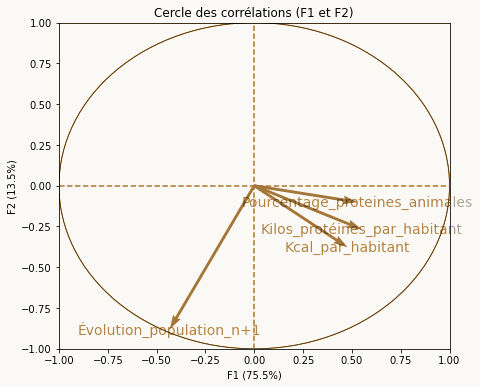 Cercle des corrélations (F1 et F2)
1.00
0.75
0.50
0.25
0.00
-0.25
-0.50
-0.75
-1.00
F2 (13.5%)
Pourcentage_proteines_animales
Kilos_protéines_par_habitant
Kcal_par_habitant
Évolution_population_n+1
-1.00 -0.75 -0.50 -0.25 0.00 0.25 0.50 0.75 1.00
F1 (75.5%)